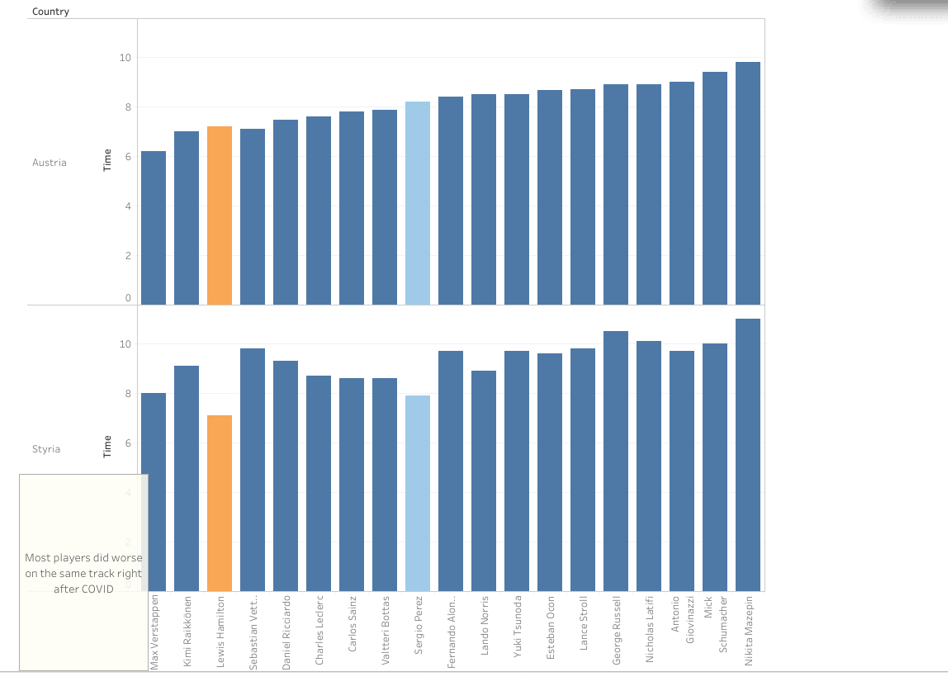 Country
Austria
Time
10
8
6
4
2
0
Styria
Time
10
8
6
4
2
Most players did worse
on the same track right
after COVID
Max Verstappen
Kimi Raikkönen
Lewis Hamilton
Sebastian Vett..
Daniel Ricciardo
Charles Leclerc
Carlos Sainz
Valtteri Bottas
Sergio Perez
Fernando Alon..
Lando Norris
Yuki Tsunoda
Esteban Ocon
Lance Stroll
George Russell
Nicholas Latifi
Antonio
Giovinazzi
Mick
Schumacher
Nikita Mazepin